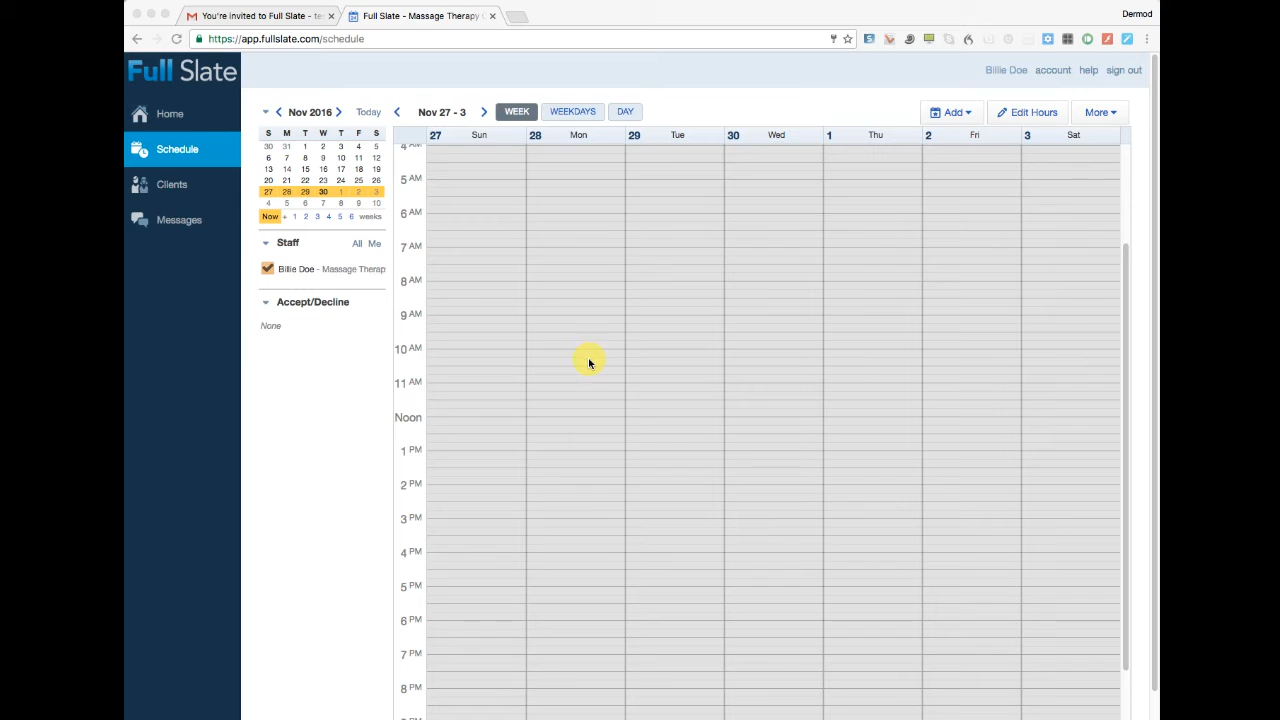 You're invited to Full Slate - te
Full Slate - Massage Therapy
Dermod
https://app.fullslate.com/schedule
Full Slate
Billie Doe account help sign out
Home
Schedule
Clients
Messages
Nov 2016 Today
S M T W T F S
30 31 1 2 3 4 5
6 7 8 9 10 11 12
13 14 15 16 17 18 19
20 21 22 23 24 25 26
27 28 29 30 1 2 3
4 5 6 7 8 9 10
Now + 1 2 3 4 5 6 weeks
Staff All Me
Billie Doe - Massage Therap
Accept/Decline
None
Nov 27 - 3 WEEK WEEKDAYS DAY Add Edit Hours More
27 Sun 28 Mon 29 Tue 30 Wed 1 Thu 2 Fri 3 Sat
4 AM
5 AM
6 AM
7 AM
8 AM
9 AM
10 AM
11 AM
Noon
1 PM
2 PM
3 PM
4 PM
5 PM
6 PM
7 PM
8 PM